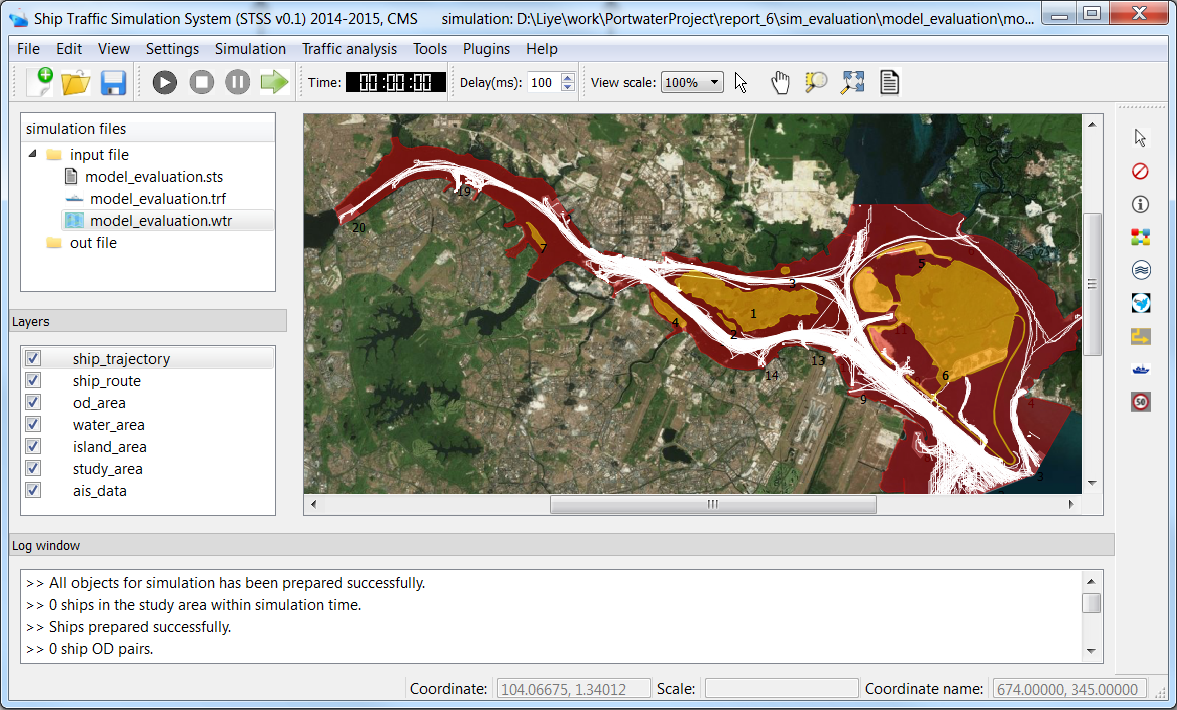 Ship Traffic Simulation System (STSS v0.1) 2014-2015, CMS simulation: D:\Liye\work\PortwaterProject\report_6\sim_evaluation\model_evaluation\mo...
File Edit View Settings Simulation Traffic analysis Tools Plugins Help
Time: 00:00:00 Delay(ms): 100 View scale: 100%
simulation files
input file
model_evaluation.sts
model_evaluation.trf
model_evaluation.wtr
out file
Layers
ship_trajectory
ship_route
od_area
water_area
island_area
study_area
ais_data
19
20
7
3
5
1
4
2
11
13
14
6
9
4
3
50
Log window
>> All objects for simulation has been prepared successfully.
>> 0 ships in the study area within simulation time.
>> Ships prepared successfully.
>> 0 ship OD pairs.
Coordinate: 104.06675, 1.34012 Scale: Coordinate name: 674.00000, 345.00000